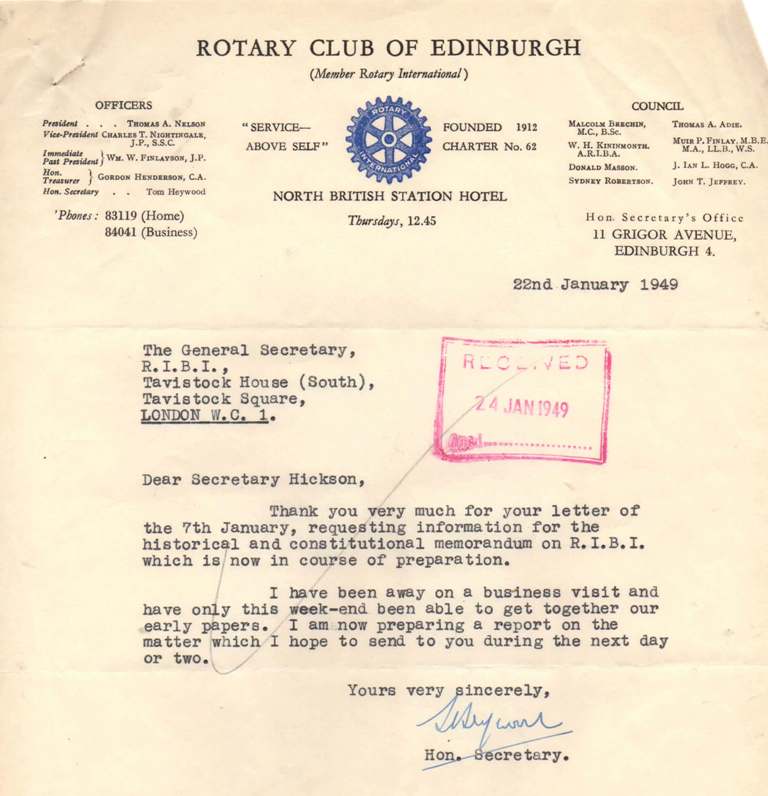 ROTARY CLUB OF EDINBURGH
(Member Rotary International)
OFFICERS
President . . . THOMAS A. NELSON
Vice-President CHARLES T. NIGHTINGALE,
J.P., S.S.C.
Immediate
Past President } WM. W. FINLAYSON, J.P.
Hon.
Treasurer } GORDON HENDERSON, C.A.
Hon. Secretary . . TOM HEYWOOD
'Phones: 83119 (Home)
84041 (Business)
"SERVICE—
ABOVE SELF"
ROTARY
INTERNATIONAL
FOUNDED 1912
CHARTER No. 62
NORTH BRITISH STATION HOTEL
Thursdays, 12.45
COUNCIL
MALCOLM BRECHIN,
M.C., B.Sc.
W. H. KININMONTH,
A.R.I.B.A.
DONALD MASSON.
SYDNEY ROBERTSON.
THOMAS A. ADIE.
MUIR P. FINLAY, M.B.E.
M.A., LL.B., W.S.
J. IAN L. HOGG, C.A.
JOHN T. JEFFREY.
Hon. Secretary's Office
11 GRIGOR AVENUE,
EDINBURGH 4.
22nd January 1949
The General Secretary,
R.I.B.I.,
Tavistock House (South),
Tavistock Square,
LONDON W.C. 1.
RECEIVED
24 JAN 1949
Ansd.
Dear Secretary Hickson,
Thank you very much for your letter of
the 7th January, requesting information for the
historical and constitutional memorandum on R.I.B.I.
which is now in course of preparation.
I have been away on a business visit and
have only this week-end been able to get together our
early papers. I am now preparing a report on the
matter which I hope to send to you during the next day
or two.
Yours very sincerely,
T Heywood
Hon. Secretary.